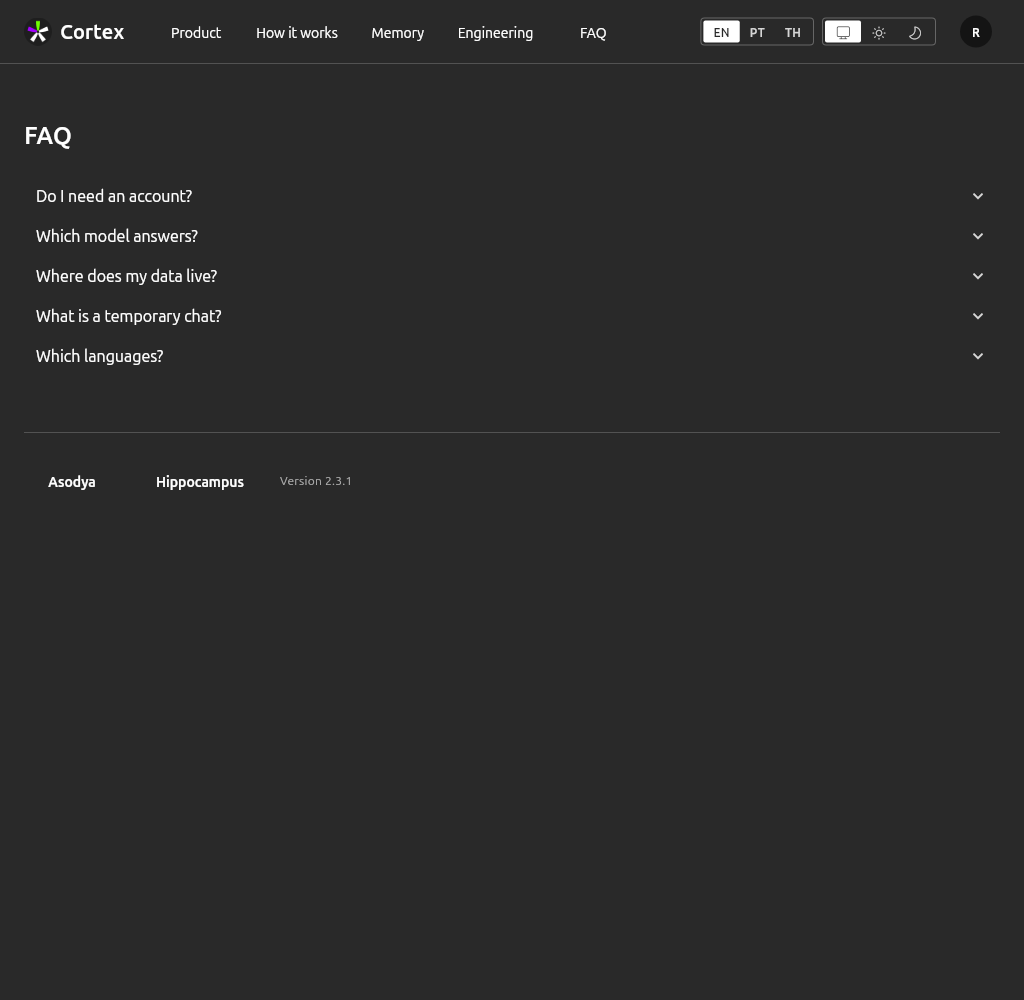 Cortex Product How it works Memory Engineering FAQ EN PT TH R
FAQ
Do I need an account?
Which model answers?
Where does my data live?
What is a temporary chat?
Which languages?
Asodya Hippocampus Version 2.3.1